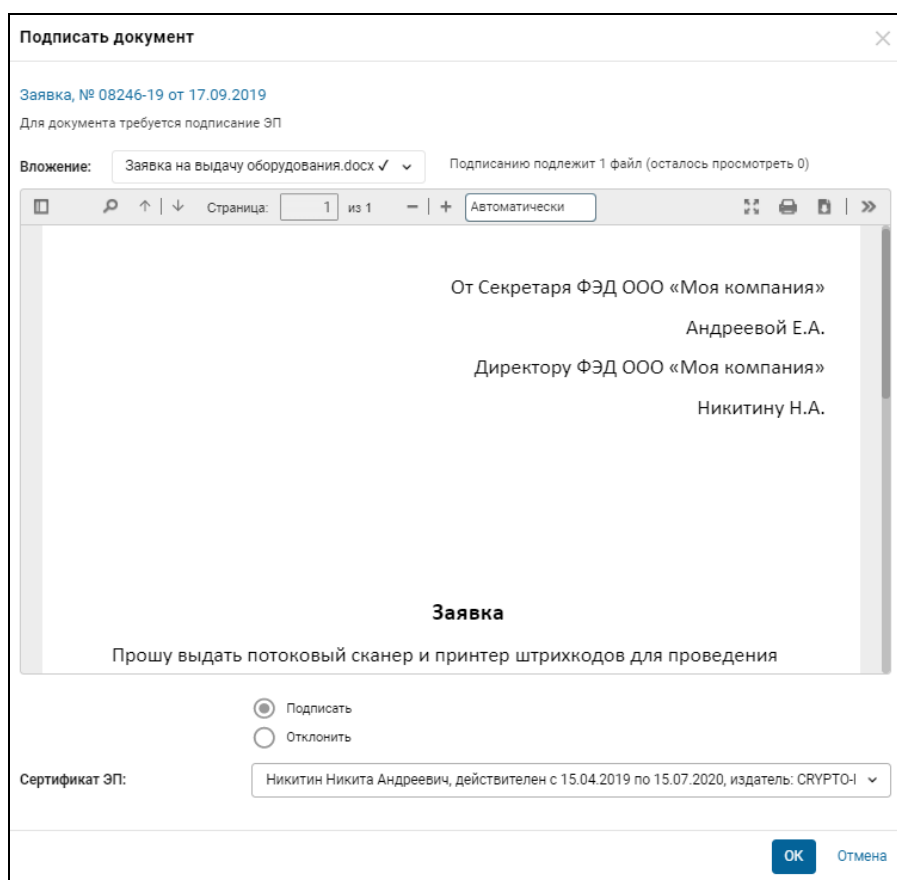 Подписать документ
Заявка, № 08246-19 от 17.09.2019
Для документа требуется подписание ЭП
Вложение: Заявка на выдачу оборудования.docx ✓ Подписанию подлежит 1 файл (осталось просмотреть 0)
Страница: 1 из 1 − + Автоматически
От Секретаря ФЭД ООО «Моя компания»
Андреевой Е.А.
Директору ФЭД ООО «Моя компания»
Никитину Н.А.
Заявка
Прошу выдать потоковый сканер и принтер штрихкодов для проведения
Подписать
Отклонить
Сертификат ЭП: Никитин Никита Андреевич, действителен с 15.04.2019 по 15.07.2020, издатель: CRYPTO-
ОК Отмена